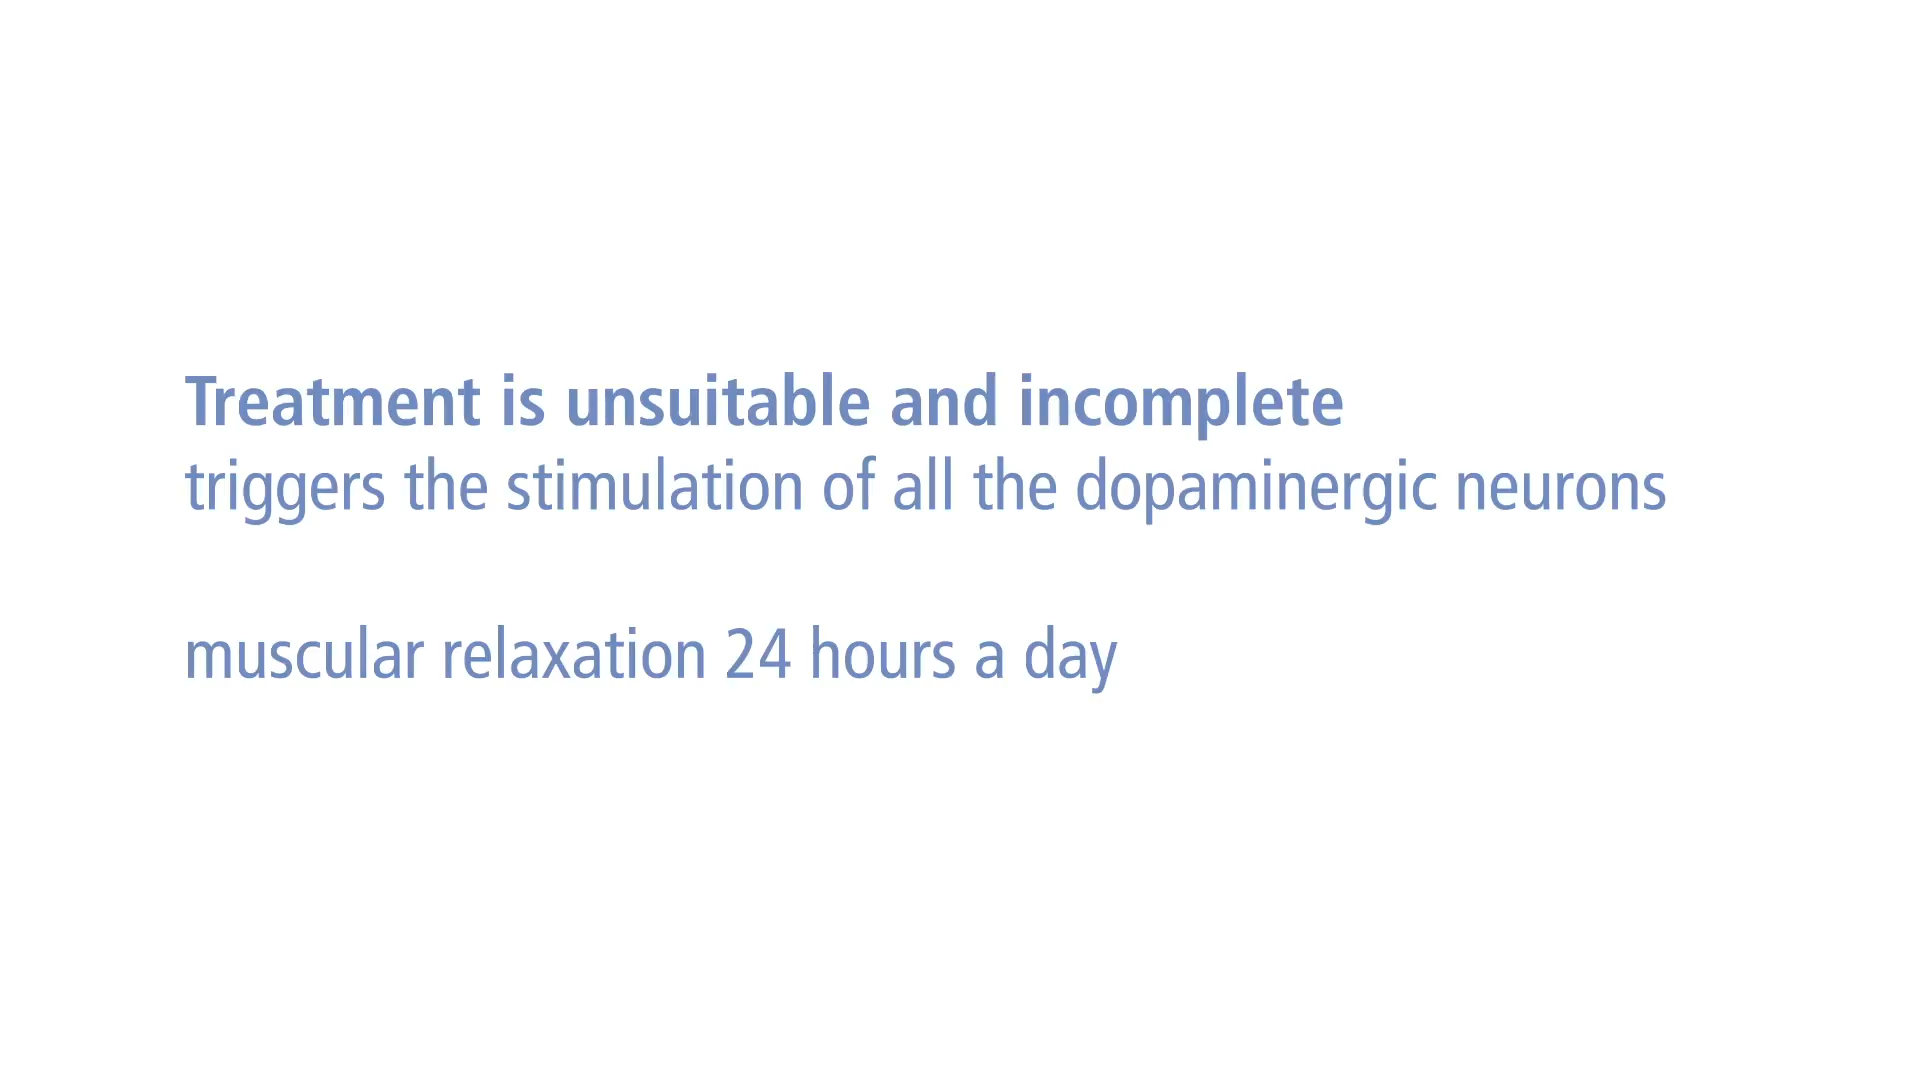 Treatment is unsuitable and incomplete
triggers the stimulation of all the dopaminergic neurons
muscular relaxation 24 hours a day